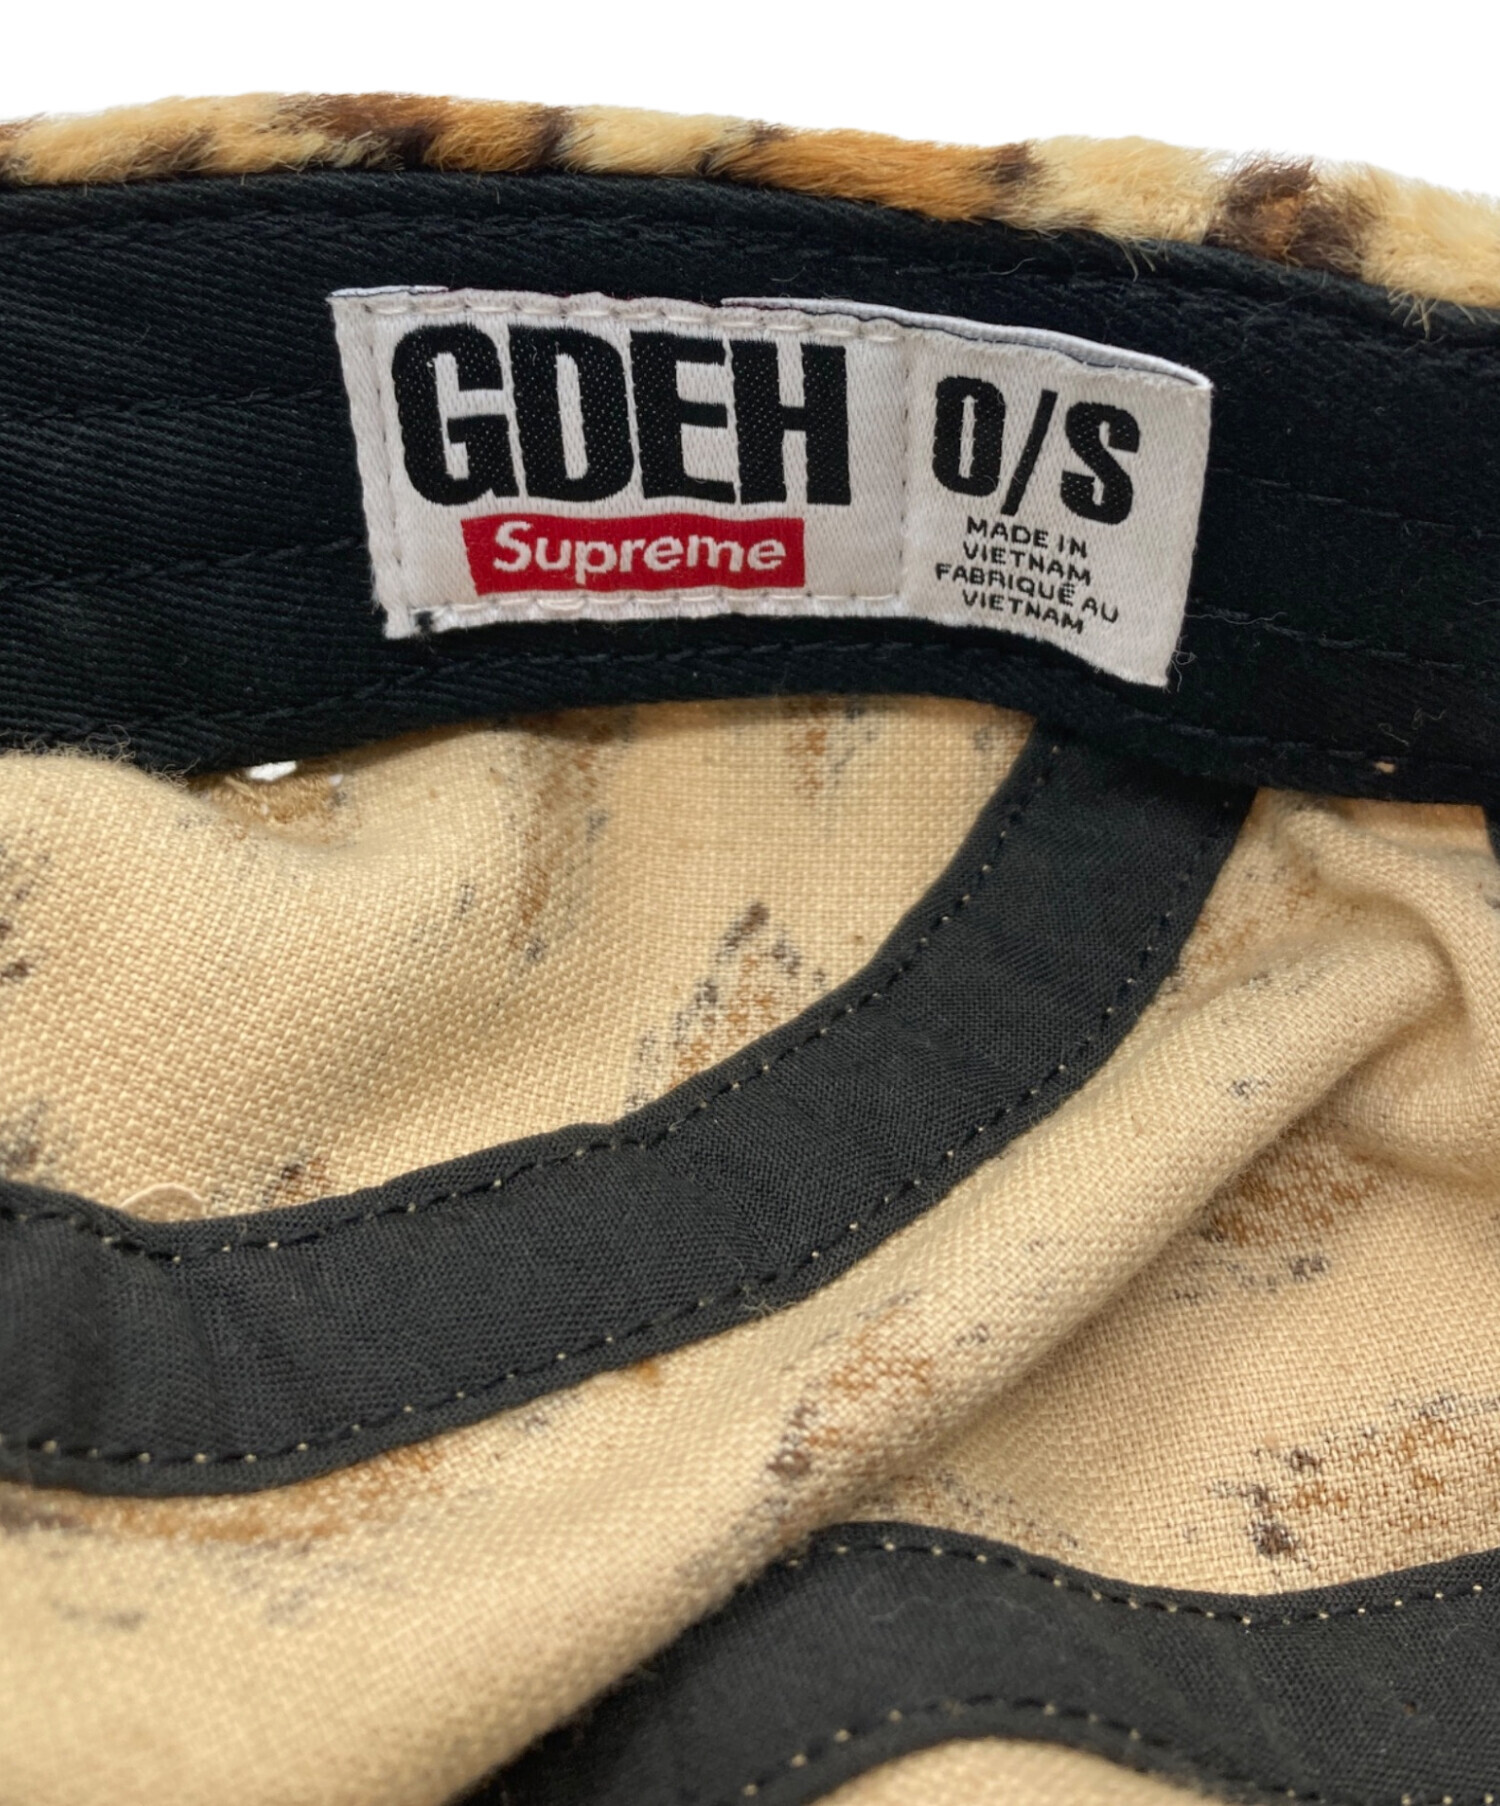 GDEH
Supreme
O/S
MADE IN
VIETNAM
FABRIQUÉ AU
VIETNAM